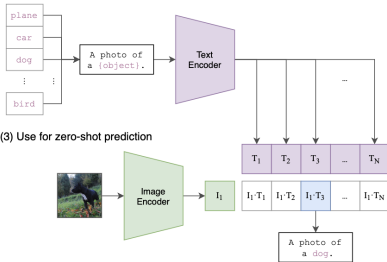 plane
car
dog
⋮ ⋮
bird
A photo of
a {object}.
Text
Encoder
...
(3) Use for zero-shot prediction
Image
Encoder
T1 T2 T3 ... TN
I1 I1·T1 I1·T2 I1·T3 ... I1·TN
A photo of
a dog.